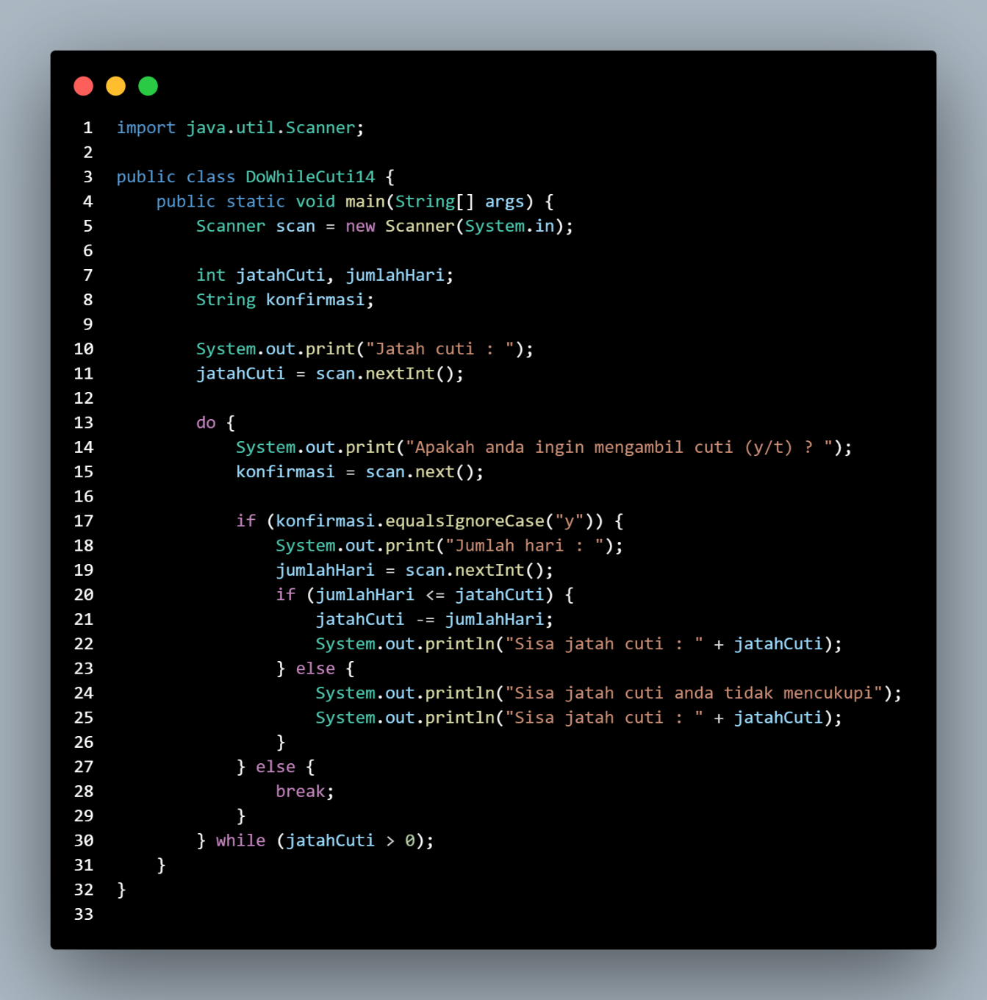 1 import java.util.Scanner;
2
3 public class DoWhileCuti14 {
4     public static void main(String[] args) {
5         Scanner scan = new Scanner(System.in);
6
7         int jatahCuti, jumlahHari;
8         String konfirmasi;
9
10         System.out.print("Jatah cuti : ");
11         jatahCuti = scan.nextInt();
12
13         do {
14             System.out.print("Apakah anda ingin mengambil cuti (y/t) ? ");
15             konfirmasi = scan.next();
16
17             if (konfirmasi.equalsIgnoreCase("y")) {
18                 System.out.print("Jumlah hari : ");
19                 jumlahHari = scan.nextInt();
20                 if (jumlahHari <= jatahCuti) {
21                     jatahCuti -= jumlahHari;
22                     System.out.println("Sisa jatah cuti : " + jatahCuti);
23                 } else {
24                     System.out.println("Sisa jatah cuti anda tidak mencukupi");
25                     System.out.println("Sisa jatah cuti : " + jatahCuti);
26                 }
27             } else {
28                 break;
29             }
30         } while (jatahCuti > 0);
31     }
32 }
33